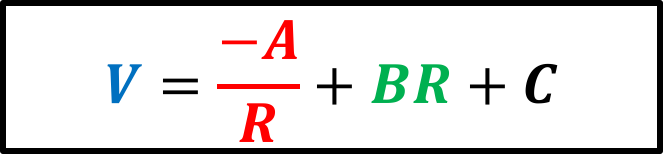 V = -A/R + BR + C